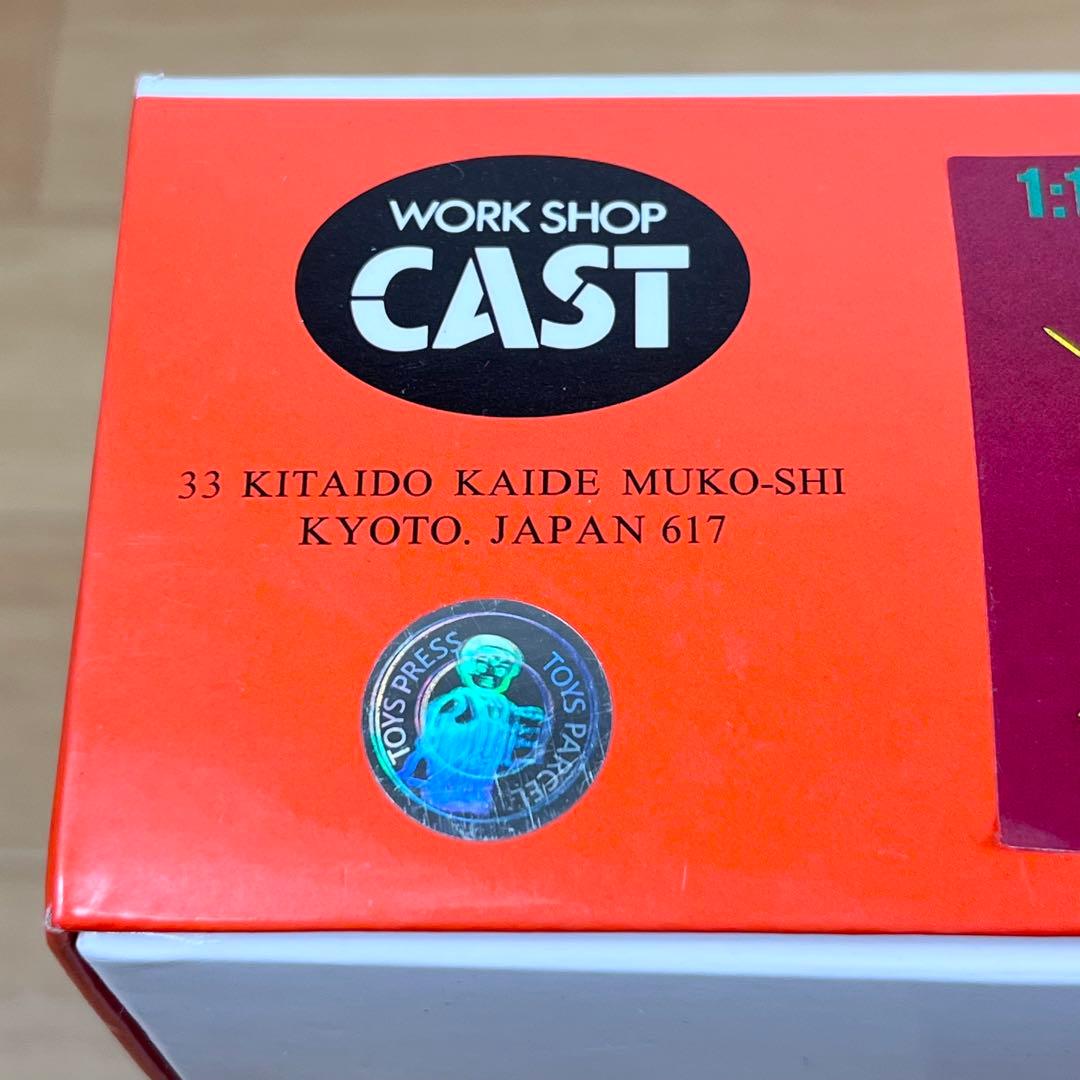 WORK SHOP
CAST
33 KITAIDO KAIDE MUKO-SHI
KYOTO. JAPAN 617
TOYS PRESS
TOYS PARCEL